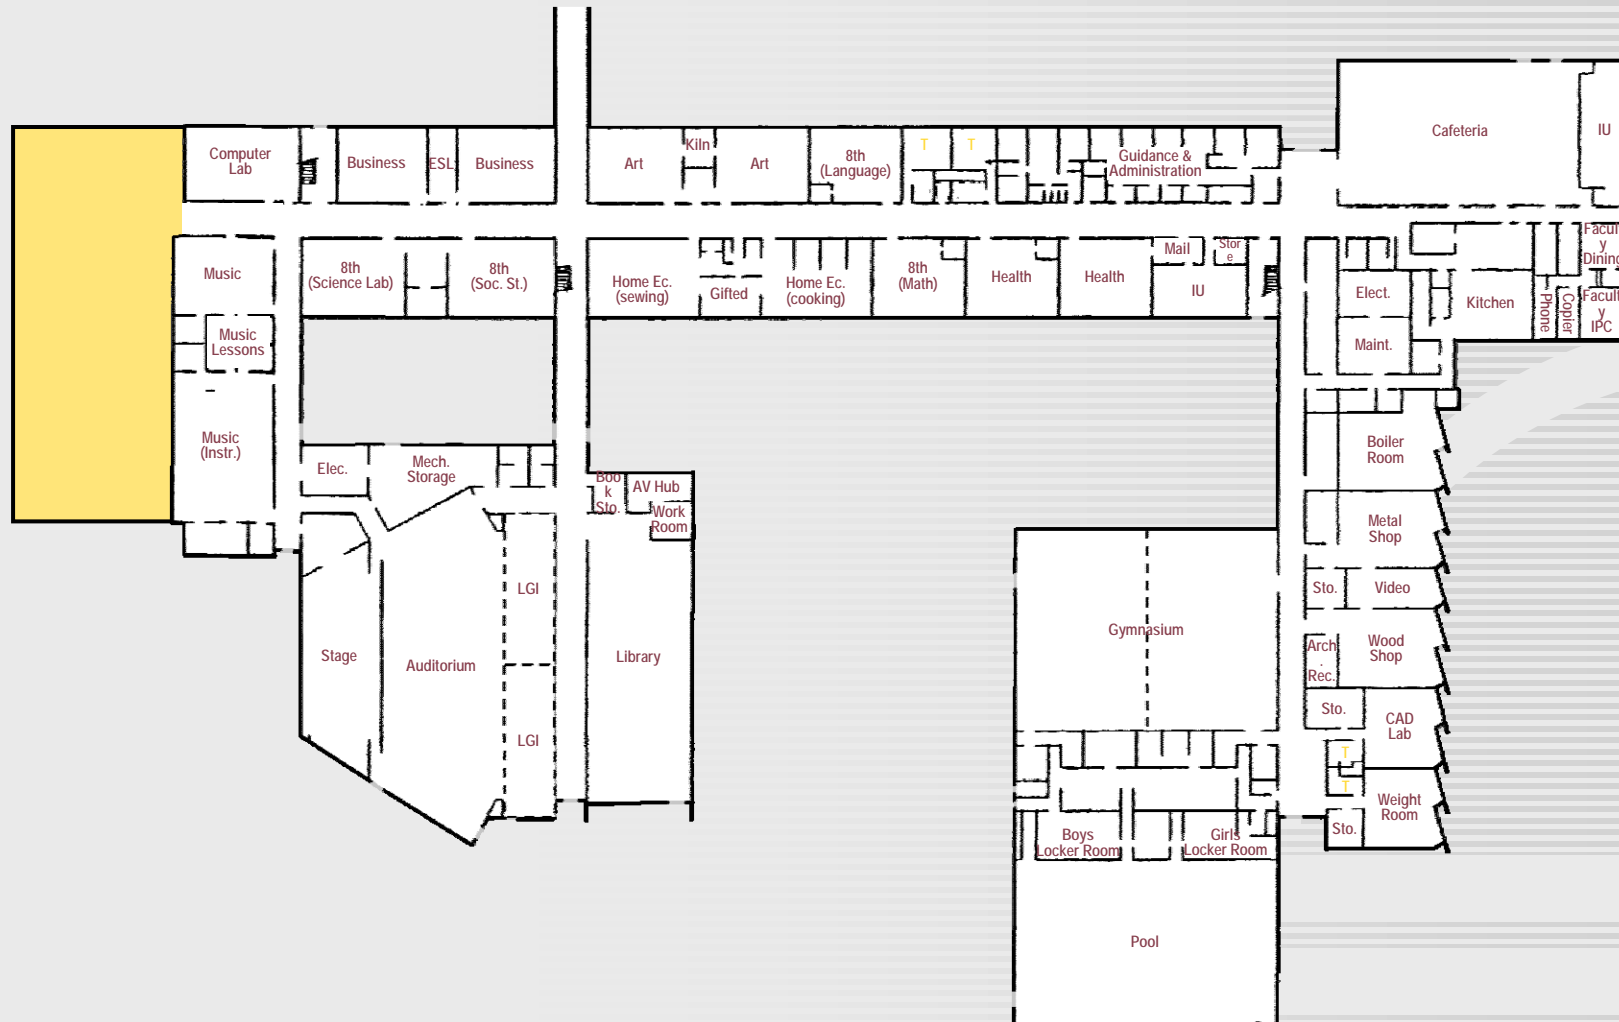 Computer
Lab
Business
ESL
Business
Art
Kiln
Art
8th
(Language)
T
T
Guidance &
Administration
Cafeteria
IU
Music
8th
(Science Lab)
8th
(Soc. St.)
Home Ec.
(sewing)
Gifted
Home Ec.
(cooking)
8th
(Math)
Health
Health
Mail
Stor
e
IU
Elect.
Kitchen
Phone
Copier
Facult
y
Dining
Facult
y
IPC
Music
Lessons
Maint.
Music
(Instr.)
Elec.
Mech.
Storage
Boo
k
Sto.
AV Hub
Work
Room
Boiler
Room
Metal
Shop
Sto.
Video
LGI
Stage
Auditorium
Library
Gymnasium
Arch
.
Rec.
Wood
Shop
Sto.
CAD
Lab
LGI
T
T
Weight
Room
Sto.
Boys
Locker Room
Girls
Locker Room
Pool